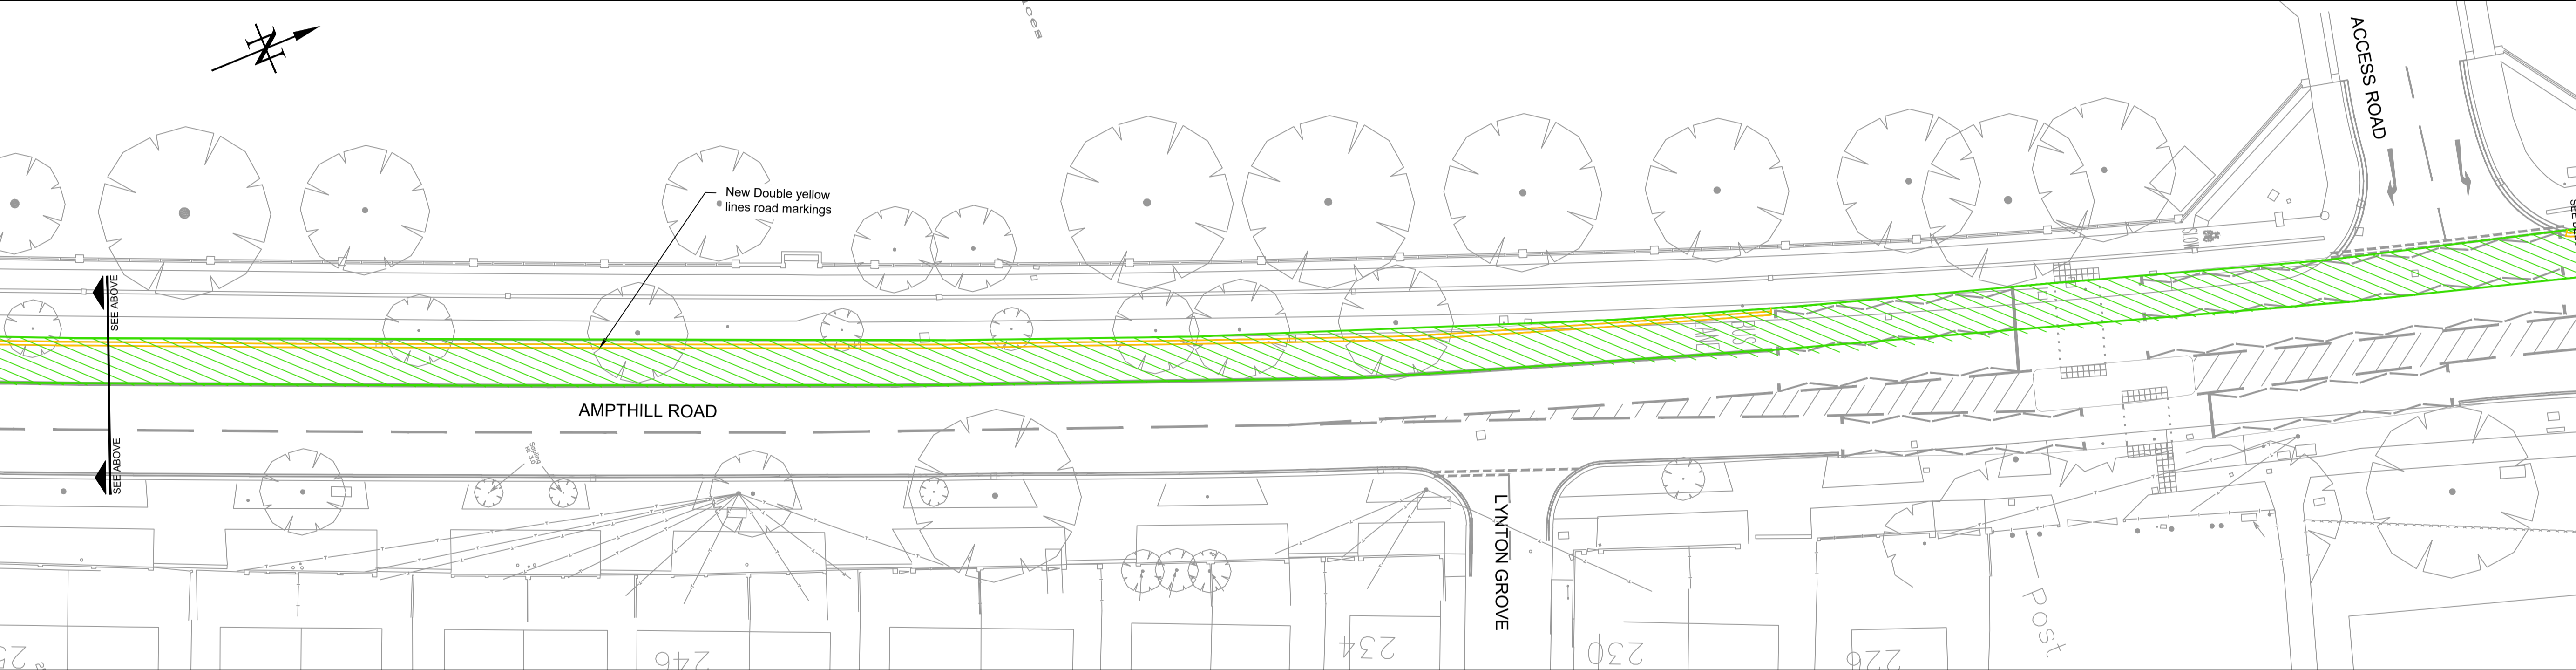 N
ces
ACCESS ROAD
New Double yellow
lines road markings
SEE ABOVE
AMPTHILL ROAD
SEE ABOVE
LYNTON GROVE
Post
246
234
230
226